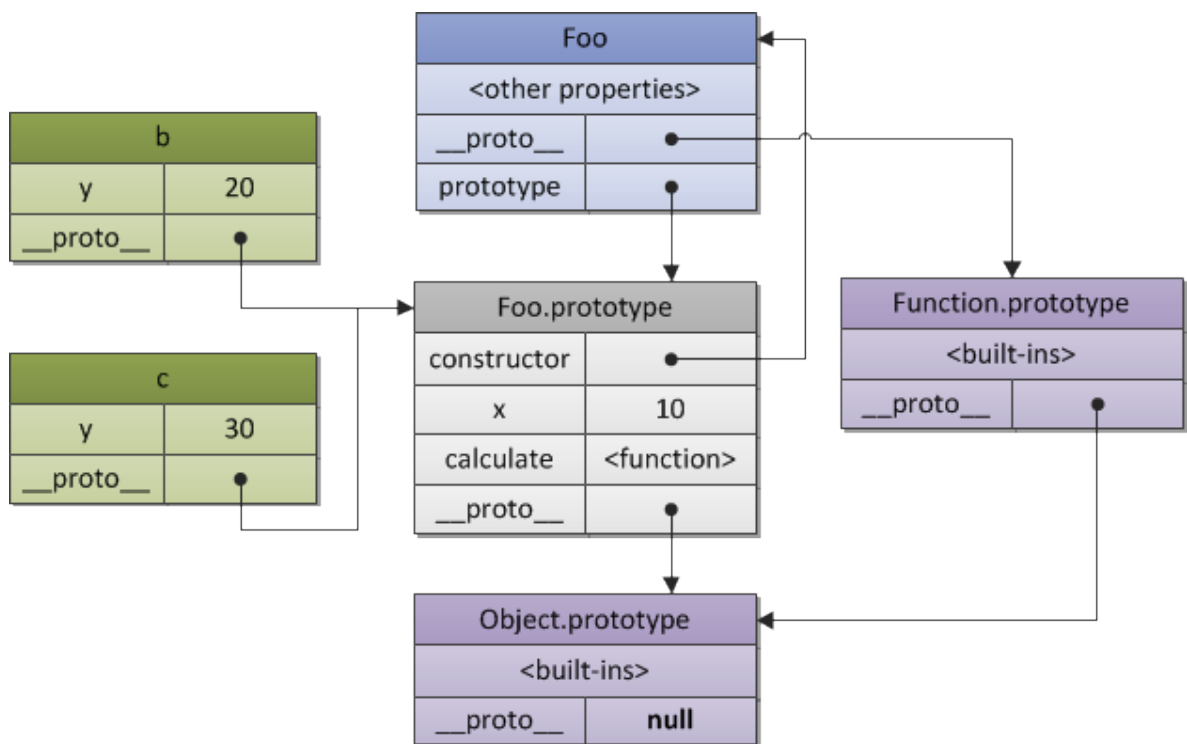 Foo
<other properties>
__proto__
prototype
b
y 20
__proto__
Foo.prototype
constructor
x 10
calculate <function>
__proto__
Function.prototype
<built-ins>
__proto__
c
y 30
__proto__
Object.prototype
<built-ins>
__proto__ null